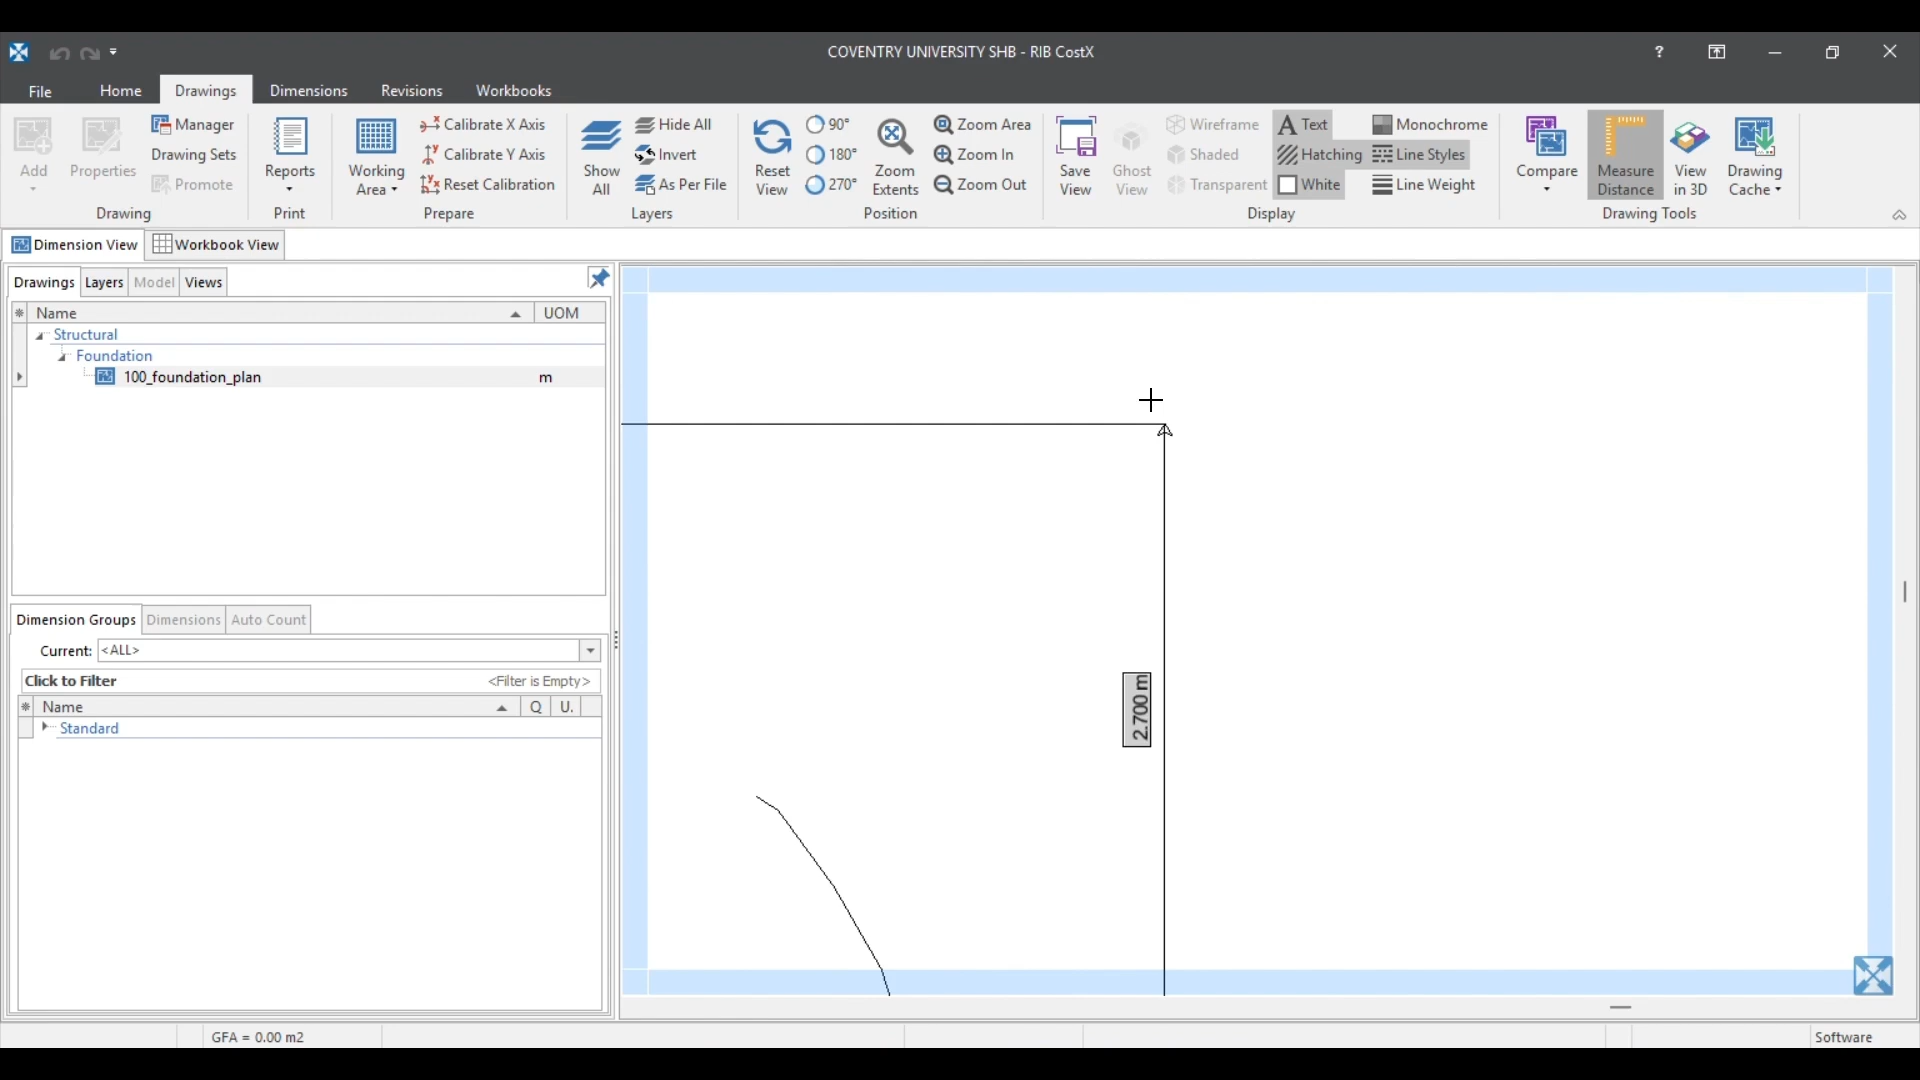 COVENTRY UNIVERSITY SHB - RIB CostX
?
File Home Drawings Dimensions Revisions Workbooks
Add Properties Manager Drawing Sets Promote
Drawing
Reports
Print
Working Area Calibrate X Axis Calibrate Y Axis Reset Calibration
Prepare
Show All Hide All Invert As Per File
Layers
Reset View 90° 180° 270° Zoom Extents Zoom Area Zoom In Zoom Out
Position
Save View Ghost View Wireframe Shaded Transparent A Text Hatching White Monochrome Line Styles Line Weight
Display
Compare Measure Distance View in 3D Drawing Cache
Drawing Tools
Dimension View Workbook View
Drawings Layers Model Views
Name UOM
Structural
Foundation
100_foundation_plan m
Dimension Groups Dimensions Auto Count
Current: <ALL>
Click to Filter <Filter is Empty>
Name Q U.
Standard
2.700 m
GFA = 0.00 m2 Software